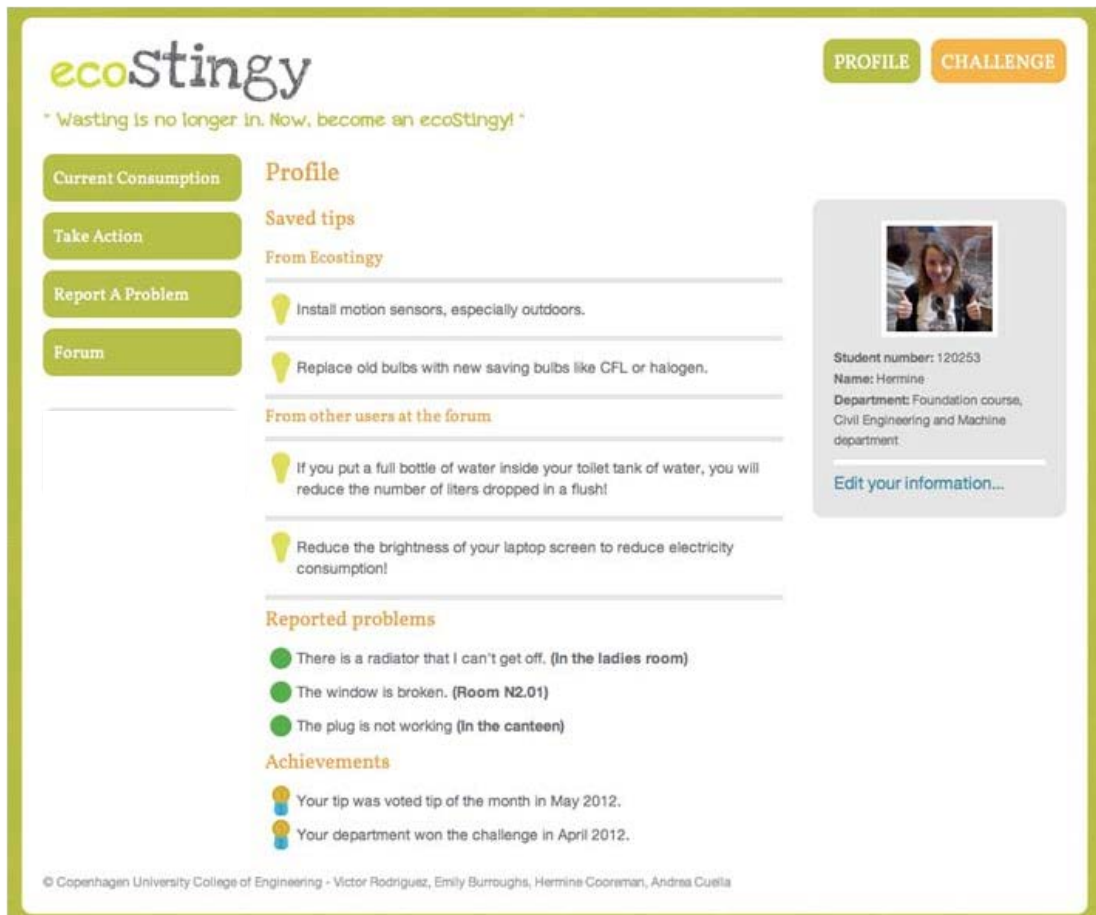 ecoStingy
PROFILE
CHALLENGE
" Wasting is no longer in. Now, become an ecoStingy! "
Current Consumption
Take Action
Report A Problem
Forum
Profile
Saved tips
From Ecostingy
Install motion sensors, especially outdoors.
Replace old bulbs with new saving bulbs like CFL or halogen.
From other users at the forum
If you put a full bottle of water inside your toilet tank of water, you will
reduce the number of liters dropped in a flush!
Reduce the brightness of your laptop screen to reduce electricity
consumption!
Reported problems
There is a radiator that I can't get off. (In the ladies room)
The window is broken. (Room N2.01)
The plug is not working (In the canteen)
Achievements
Your tip was voted tip of the month in May 2012.
Your department won the challenge in April 2012.
Student number: 120253
Name: Hermine
Department: Foundation course,
Civil Engineering and Machine
department
Edit your information...
© Copenhagen University College of Engineering - Victor Rodriguez, Emily Burroughs, Hermine Cooreman, Andrea Cuella